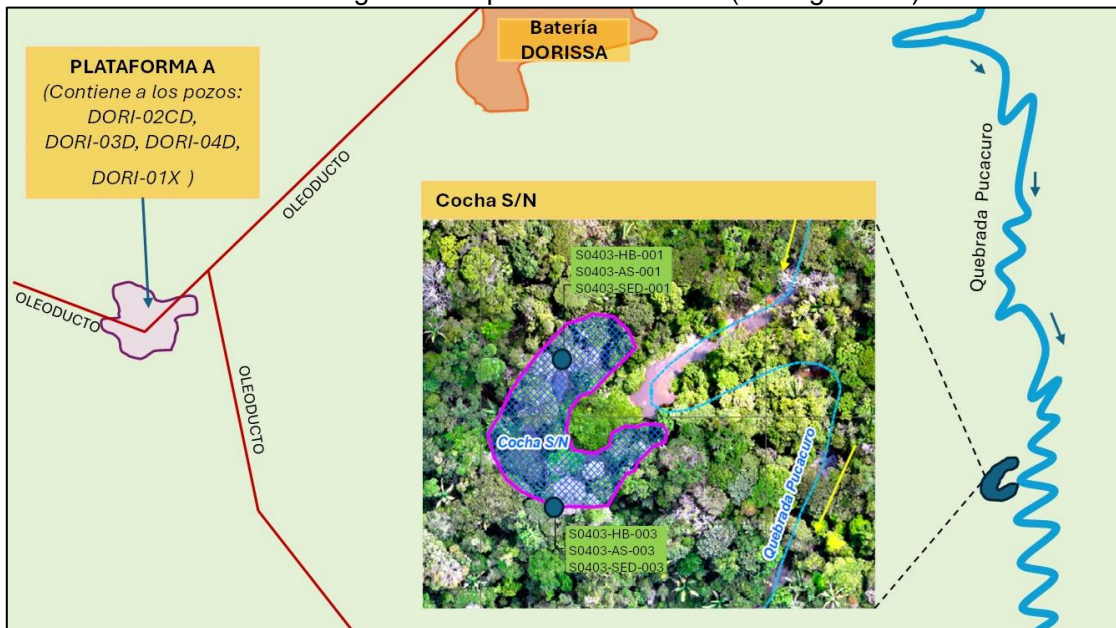 Batería
DORISSA
PLATAFORMA A
(Contiene a los pozos:
DORI-02CD,
DORI-03D, DORI-04D,
DORI-01X )
OLEODUCTO
OLEODUCTO
OLEODUCTO
Quebrada Pucacuro
Cocha S/N
S0403-HB-001
S0403-AS-001
S0403-SED-001
Cocha S/N
Quebrada Pucacuro
S0403-HB-003
S0403-AS-003
S0403-SED-003